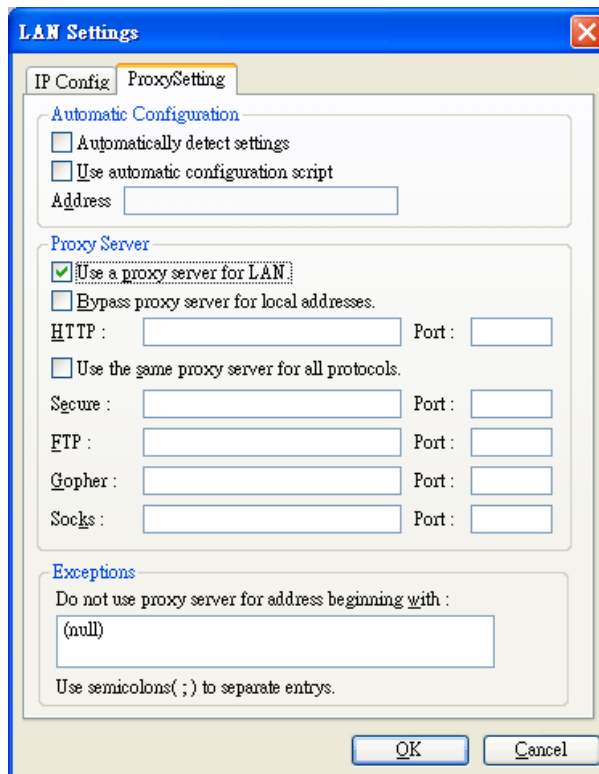 LAN Settings
IP Config ProxySetting
Automatic Configuration
Automatically detect settings
Use automatic configuration script
Address
Proxy Server
Use a proxy server for LAN.
Bypass proxy server for local addresses.
HTTP : Port :
Use the same proxy server for all protocols.
Secure : Port :
FTP : Port :
Gopher : Port :
Socks : Port :
Exceptions
Do not use proxy server for address beginning with :
(null)
Use semicolons( ; ) to separate entrys.
OK Cancel